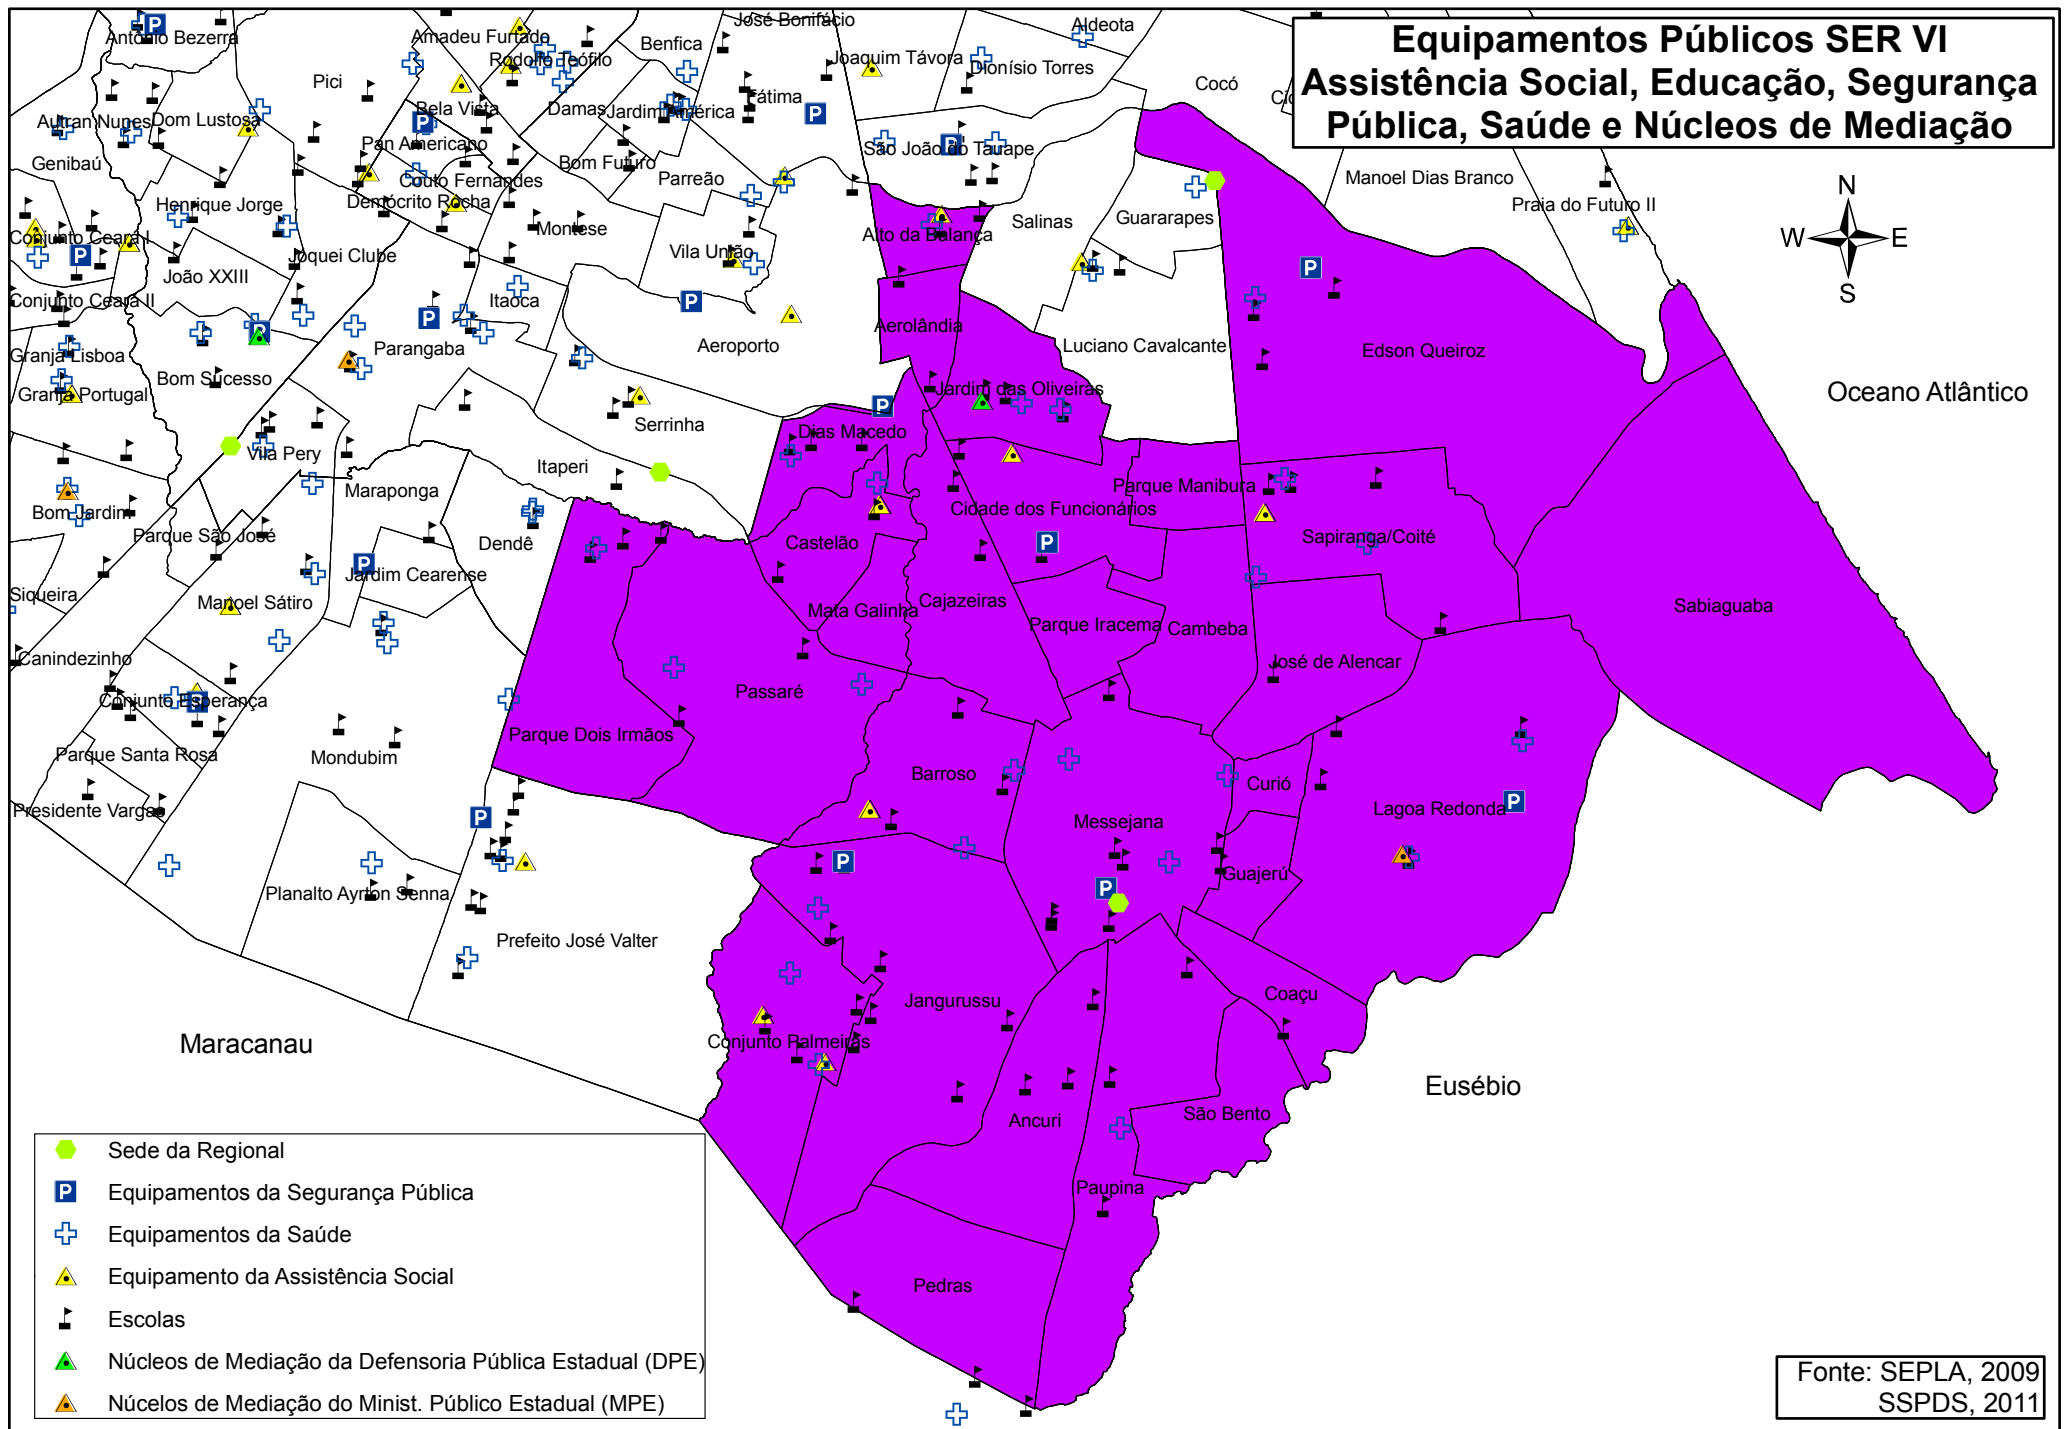 Equipamentos Públicos SER VI
Assistência Social, Educação, Segurança
Pública, Saúde e Núcleos de Mediação
José Bonifácio
Aldeota
Antônio Bezerra
Amadeu Furtado
Benfica
Rodolfo Teófilo
Joaquim Távora
Dionísio Torres
Pici
Cocó
Fátima
Bela Vista
Damas
Jardim América
Autran Nunes
Dom Lustosa
Pan Americano
São João do Tauape
Genibaú
Bom Futuro
Parreão
Couto Fernandes
Manoel Dias Branco
Demócrito Rocha
Henrique Jorge
Praia do Futuro II
Montese
Salinas
Guararapes
N
W
E
S
Conjunto Ceará I
Alto da Balança
Vila União
Jóquei Clube
João XXIII
Conjunto Ceará II
Itaoca
Aerolândia
Parangaba
Aeroporto
Luciano Cavalcante
Edson Queiroz
Granja Lisboa
Bom Sucesso
Granja Portugal
Jardim das Oliveiras
Oceano Atlântico
Serrinha
Dias Macedo
Vila Pery
Itaperi
Maraponga
Parque Manibura
Bom Jardim
Cidade dos Funcionários
Parque São José
Dendê
Castelão
Sapiranga/Coité
Jardim Cearense
Siqueira
Manoel Sátiro
Mata Galinha
Cajazeiras
Sabiaguaba
Parque Iracema
Cambeba
Canindezinho
José de Alencar
Passaré
Conjunto Esperança
Parque Dois Irmãos
Parque Santa Rosa
Mondubim
Barroso
Curió
Presidente Vargas
Lagoa Redonda
Messejana
Guajerú
Planalto Ayrton Senna
Prefeito José Valter
Coaçu
Jangurussu
Maracanau
Conjunto Palmeiras
Eusébio
Ancuri
São Bento
Paupina
Pedras
Sede da Regional
P Equipamentos da Segurança Pública
Equipamentos da Saúde
Equipamento da Assistência Social
Escolas
Núcleos de Mediação da Defensoria Pública Estadual (DPE)
Núcelos de Mediação do Minist. Público Estadual (MPE)
Fonte: SEPLA, 2009
SSPDS, 2011